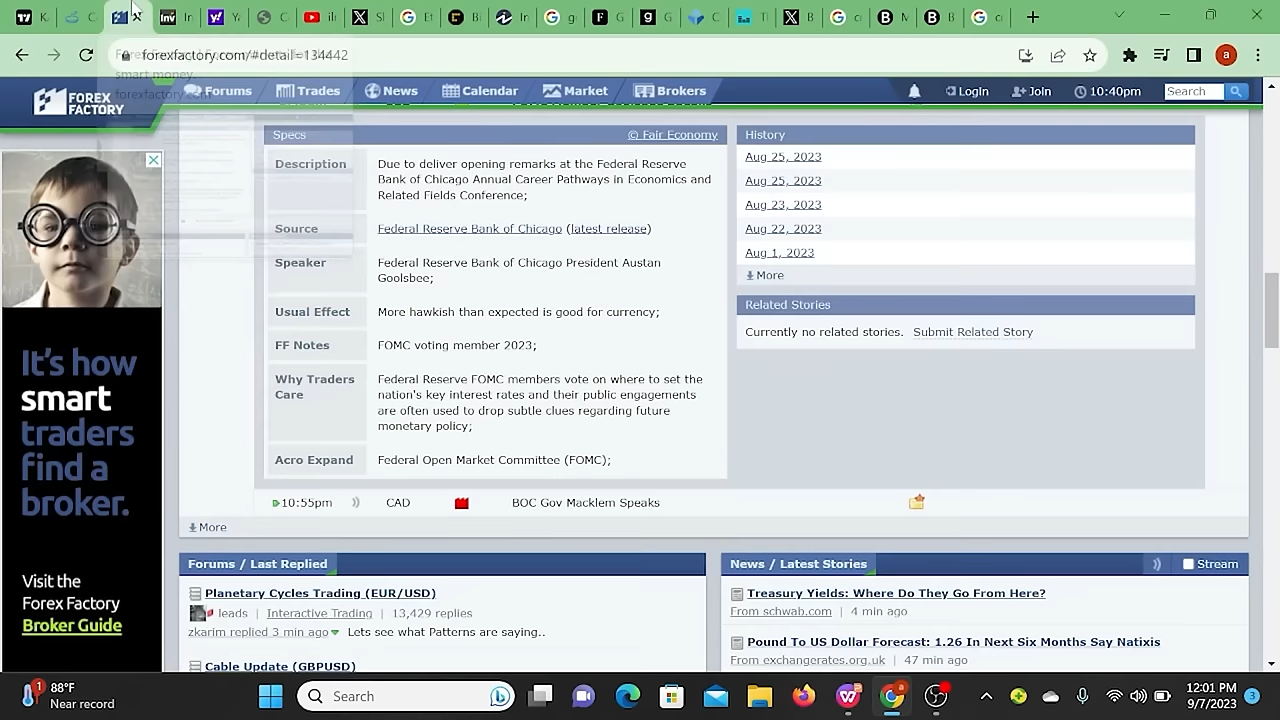 forexfactory.com/#detail=134442
FOREX
FACTORY
Forums
Trades
News
Calendar
Market
Brokers
Login
Join
10:40pm
Search
Specs
© Fair Economy
Description
Due to deliver opening remarks at the Federal Reserve
Bank of Chicago Annual Career Pathways in Economics and
Related Fields Conference;
Source
Federal Reserve Bank of Chicago (latest release)
Speaker
Federal Reserve Bank of Chicago President Austan
Goolsbee;
Usual Effect
More hawkish than expected is good for currency;
FF Notes
FOMC voting member 2023;
Why Traders
Care
Federal Reserve FOMC members vote on where to set the
nation's key interest rates and their public engagements
are often used to drop subtle clues regarding future
monetary policy;
Acro Expand
Federal Open Market Committee (FOMC);
History
Aug 25, 2023
Aug 25, 2023
Aug 23, 2023
Aug 22, 2023
Aug 1, 2023
More
Related Stories
Currently no related stories. Submit Related Story
10:55pm CAD BOC Gov Macklem Speaks
More
It's how
smart
traders
find a
broker.
Visit the
Forex Factory
Broker Guide
Forums / Last Replied
Planetary Cycles Trading (EUR/USD)
leads | Interactive Trading | 13,429 replies
zkarim replied 3 min ago Lets see what Patterns are saying..
Cable Update (GBPUSD)
News / Latest Stories
Stream
Treasury Yields: Where Do They Go From Here?
From schwab.com | 4 min ago
Pound To US Dollar Forecast: 1.26 In Next Six Months Say Natixis
From exchangerates.org.uk | 47 min ago
1
88°F
Near record
Search
12:01 PM
9/7/2023
3